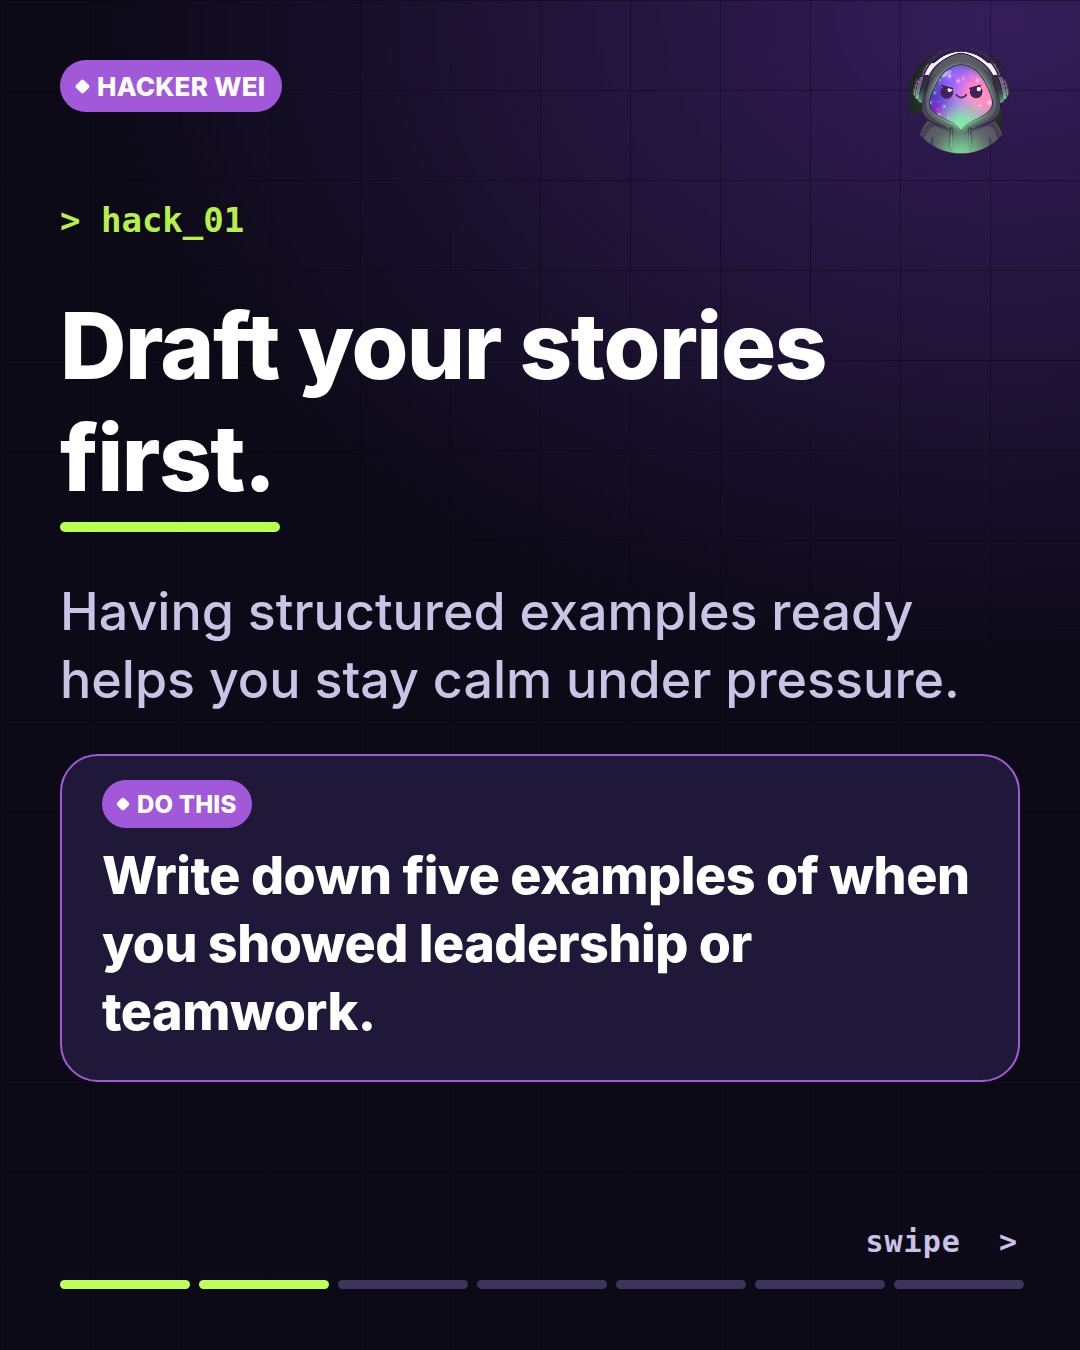 HACKER WEI
> hack_01
Draft your stories
first.
Having structured examples ready
helps you stay calm under pressure.
DO THIS
Write down five examples of when
you showed leadership or
teamwork.
swipe >